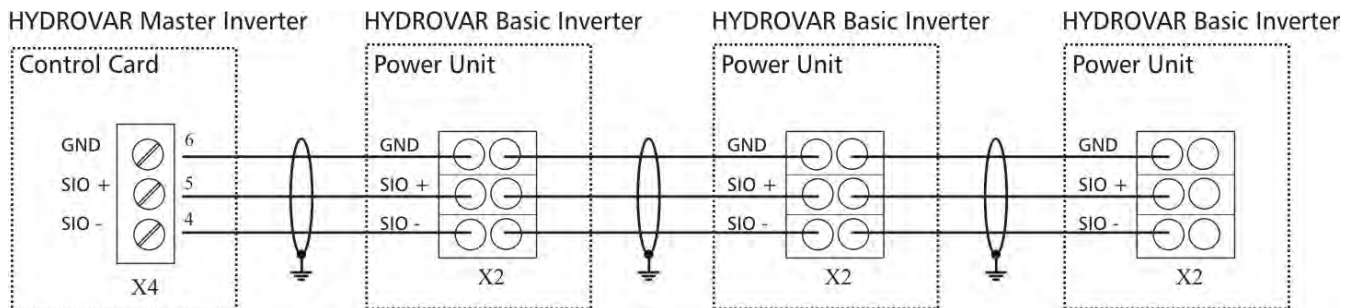 HYDROVAR Master Inverter
HYDROVAR Basic Inverter
HYDROVAR Basic Inverter
HYDROVAR Basic Inverter
Control Card
Power Unit
Power Unit
Power Unit
GND
6
GND
GND
GND
SIO +
5
SIO +
SIO +
SIO +
SIO -
4
SIO -
SIO -
SIO -
X4
X2
X2
X2